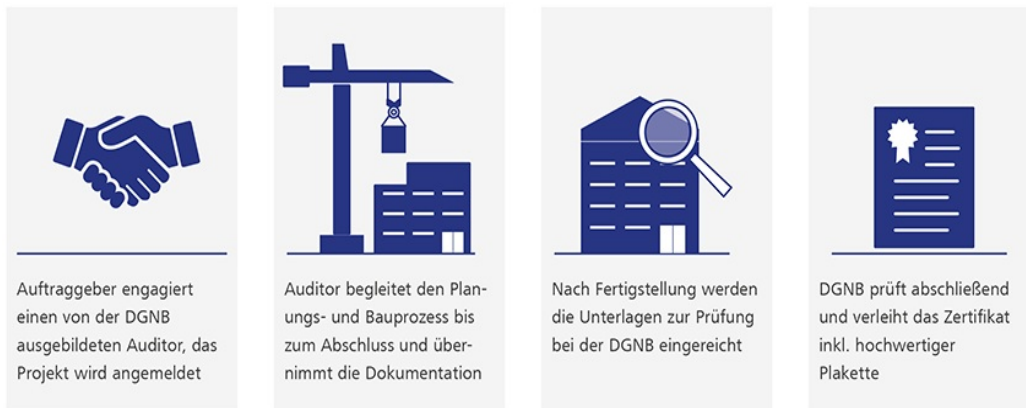 Auftraggeber engagiert
einen von der DGNB
ausgebildeten Auditor, das
Projekt wird angemeldet
Auditor begleitet den Plan-
ungs- und Bauprozess bis
zum Abschluss und über-
nimmt die Dokumentation
Nach Fertigstellung werden
die Unterlagen zur Prüfung
bei der DGNB eingereicht
DGNB prüft abschließend
und verleiht das Zertifikat
inkl. hochwertiger
Plakette